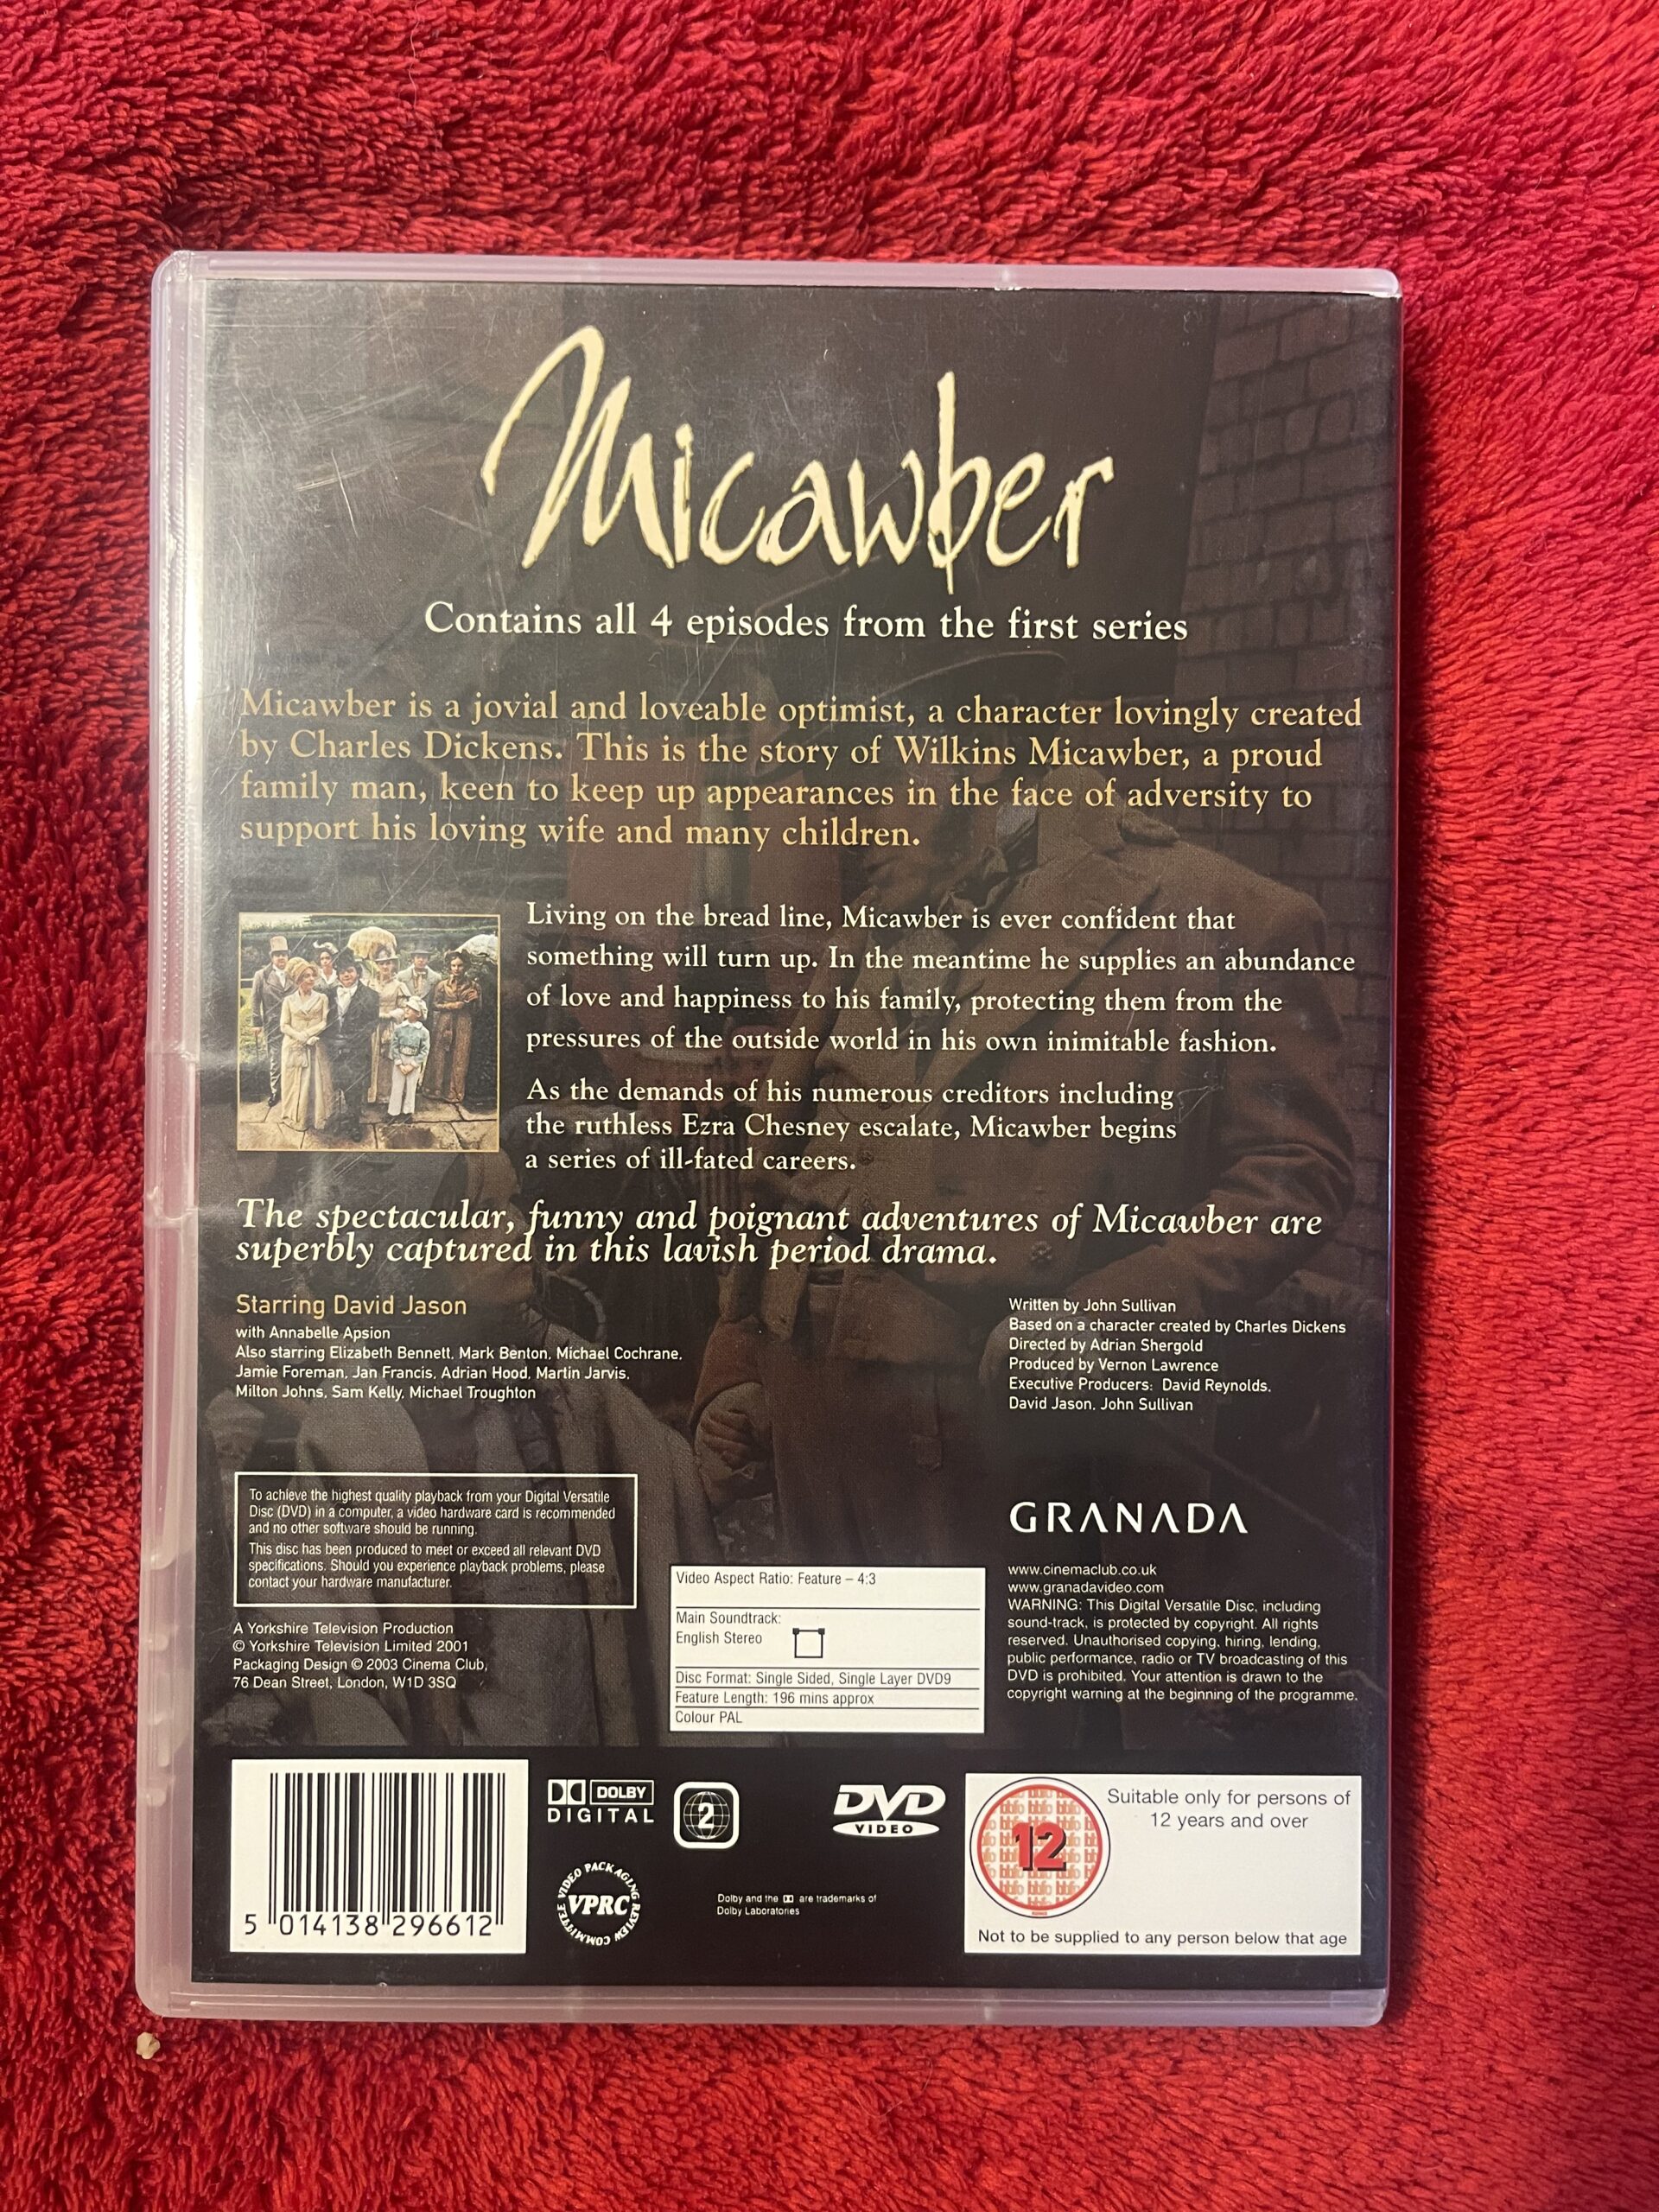 Micawber
Contains all 4 episodes from the first series
Micawber is a jovial and loveable optimist, a character lovingly created
by Charles Dickens. This is the story of Wilkins Micawber, a proud
family man, keen to keep up appearances in the face of adversity to
support his loving wife and many children.
Living on the bread line, Micawber is ever confident that
something will turn up. In the meantime he supplies an abundance
of love and happiness to his family, protecting them from the
pressures of the outside world in his own inimitable fashion.
As the demands of his numerous creditors including
the ruthless Ezra Chesney escalate, Micawber begins
a series of ill-fated careers.
The spectacular, funny and poignant adventures of Micawber are
superbly captured in this lavish period drama.
Starring David Jason
with Annabelle Apsion
Also starring Elizabeth Bennett, Mark Benton, Michael Cochrane,
Jamie Foreman, Jan Francis, Adrian Hood, Martin Jarvis,
Milton Johns, Sam Kelly, Michael Troughton
Written by John Sullivan
Based on a character created by Charles Dickens
Directed by Adrian Shergold
Produced by Vernon Lawrence
Executive Producers: David Reynolds,
David Jason, John Sullivan
To achieve the highest quality playback from your Digital Versatile
Disc (DVD) in a computer, a video hardware card is recommended
and no other software should be running.
This disc has been produced to meet or exceed all relevant DVD
specifications. Should you experience playback problems, please
contact your hardware manufacturer.
A Yorkshire Television Production
© Yorkshire Television Limited 2001
Packaging Design © 2003 Cinema Club,
76 Dean Street, London, W1D 3SQ
Video Aspect Ratio: Feature – 4:3
Main Soundtrack:
English Stereo
Disc Format: Single Sided, Single Layer DVD9
Feature Length: 196 mins approx
Colour PAL
GRANADA
www.cinemaclub.co.uk
www.granadavideo.com
WARNING: This Digital Versatile Disc, including
sound-track, is protected by copyright. All rights
reserved. Unauthorised copying, hiring, lending,
public performance, radio or TV broadcasting of this
DVD is prohibited. Your attention is drawn to the
copyright warning at the beginning of the programme.
5 014138 296612
DOLBY
DIGITAL
2
VIDEO PACKAGING REVIEW COMMITTEE
VPRC
DVD
VIDEO
Dolby and the DD are trademarks of
Dolby Laboratories
12
Suitable only for persons of
12 years and over
Not to be supplied to any person below that age